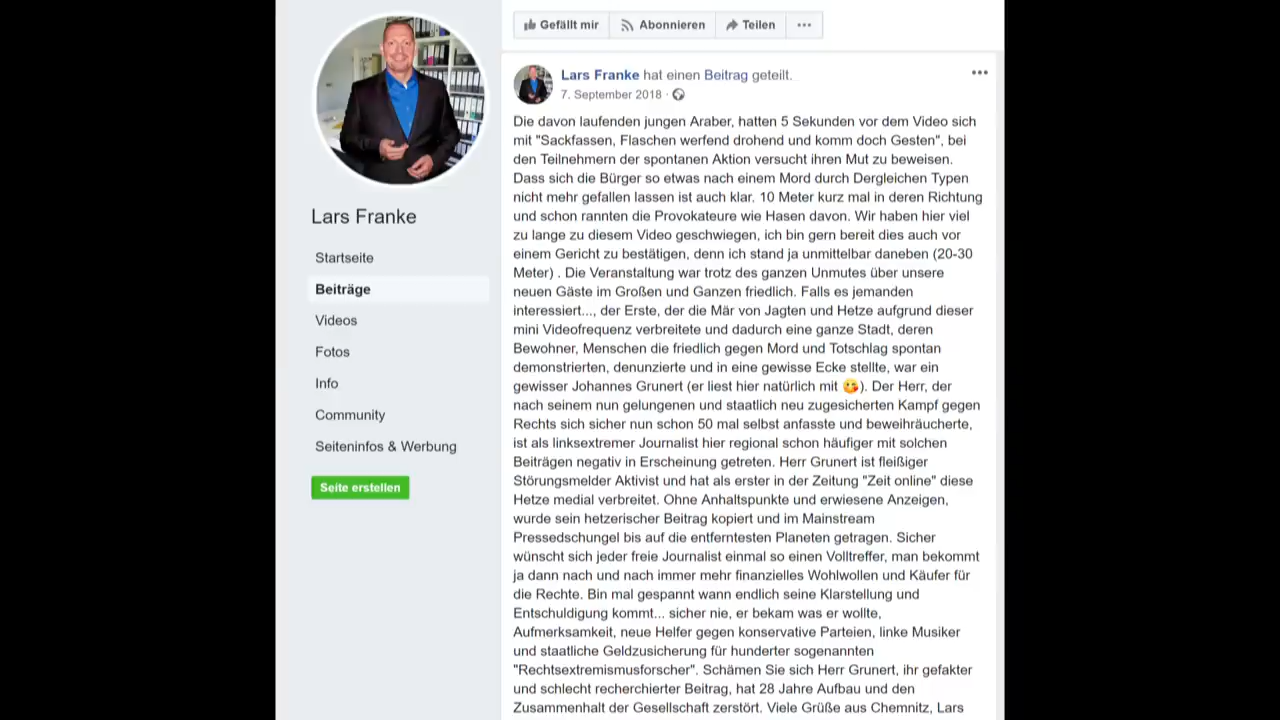 Gefällt mir
Abonnieren
Teilen
Lars Franke
Startseite
Beiträge
Videos
Fotos
Info
Community
Seiteninfos & Werbung
Seite erstellen
Lars Franke hat einen Beitrag geteilt.
7. September 2018 ·
Die davon laufenden jungen Araber, hatten 5 Sekunden vor dem Video sich
mit "Sackfassen, Flaschen werfend drohend und komm doch Gesten", bei
den Teilnehmern der spontanen Aktion versucht ihren Mut zu beweisen.
Dass sich die Bürger so etwas nach einem Mord durch Dergleichen Typen
nicht mehr gefallen lassen ist auch klar. 10 Meter kurz mal in deren Richtung
und schon rannten die Provokateure wie Hasen davon. Wir haben hier viel
zu lange zu diesem Video geschwiegen, ich bin gern bereit dies auch vor
einem Gericht zu bestätigen, denn ich stand ja unmittelbar daneben (20-30
Meter) . Die Veranstaltung war trotz des ganzen Unmutes über unsere
neuen Gäste im Großen und Ganzen friedlich. Falls es jemanden
interessiert..., der Erste, der die Mär von Jagten und Hetze aufgrund dieser
mini Videofrequenz verbreitete und dadurch eine ganze Stadt, deren
Bewohner, Menschen die friedlich gegen Mord und Totschlag spontan
demonstrierten, denunzierte und in eine gewisse Ecke stellte, war ein
gewisser Johannes Grunert (er liest hier natürlich mit 😘). Der Herr, der
nach seinem nun gelungenen und staatlich neu zugesicherten Kampf gegen
Rechts sich sicher nun schon 50 mal selbst anfasste und beweihräucherte,
ist als linksextremer Journalist hier regional schon häufiger mit solchen
Beiträgen negativ in Erscheinung getreten. Herr Grunert ist fleißiger
Störungsmelder Aktivist und hat als erster in der Zeitung "Zeit online" diese
Hetze medial verbreitet. Ohne Anhaltspunkte und erwiesene Anzeigen,
wurde sein hetzerischer Beitrag kopiert und im Mainstream
Pressedschungel bis auf die entferntesten Planeten getragen. Sicher
wünscht sich jeder freie Journalist einmal so einen Volltreffer, man bekommt
ja dann nach und nach immer mehr finanzielles Wohlwollen und Käufer für
die Rechte. Bin mal gespannt wann endlich seine Klarstellung und
Entschuldigung kommt... sicher nie, er bekam was er wollte,
Aufmerksamkeit, neue Helfer gegen konservative Parteien, linke Musiker
und staatliche Geldzusicherung für hunderter sogenannten
"Rechtsextremismusforscher". Schämen Sie sich Herr Grunert, ihr gefakter
und schlecht recherchierter Beitrag, hat 28 Jahre Aufbau und den
Zusammenhalt der Gesellschaft zerstört. Viele Grüße aus Chemnitz, Lars